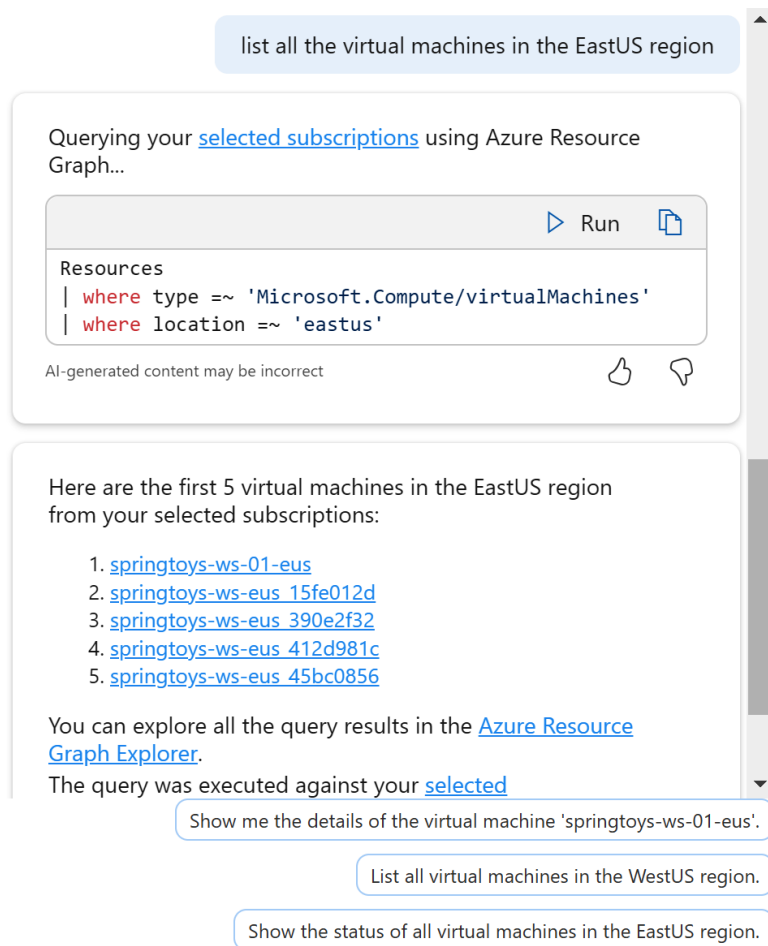 list all the virtual machines in the EastUS region
Querying your selected subscriptions using Azure Resource
Graph...
Run
Resources
| where type =~ 'Microsoft.Compute/virtualMachines'
| where location =~ 'eastus'
AI-generated content may be incorrect
Here are the first 5 virtual machines in the EastUS region
from your selected subscriptions:
1. springtoys-ws-01-eus
2. springtoys-ws-eus_15fe012d
3. springtoys-ws-eus_390e2f32
4. springtoys-ws-eus_412d981c
5. springtoys-ws-eus_45bc0856
You can explore all the query results in the Azure Resource
Graph Explorer.
The query was executed against your selected
Show me the details of the virtual machine 'springtoys-ws-01-eus'.
List all virtual machines in the WestUS region.
Show the status of all virtual machines in the EastUS region.